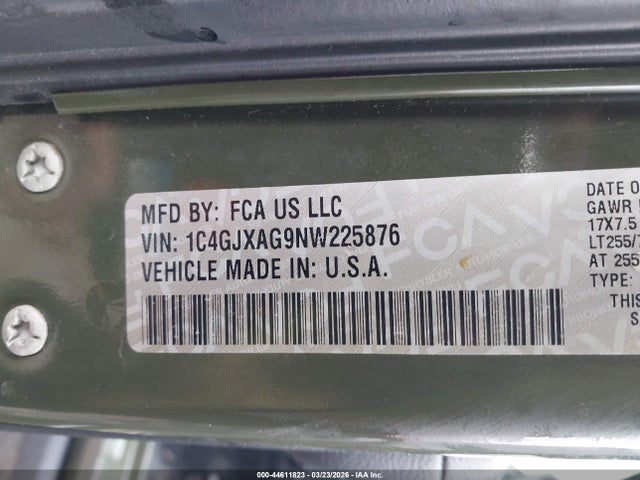 MFD BY: FCA US LLC
VIN: 1C4GJXAG9NW225876
VEHICLE MADE IN: U.S.A.
DATE O
GAWR
17X7.5
LT255/
AT 255
TYPE:
THIS
S
000-44611823 - 03/23/2026 - IAA Inc.